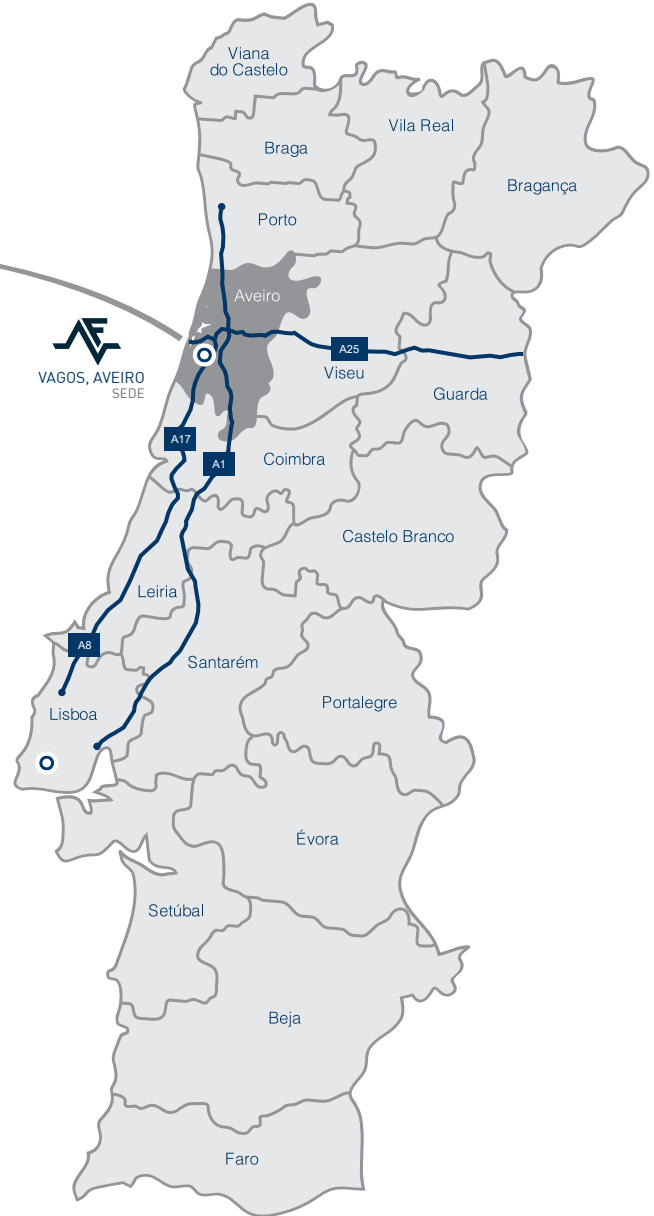 Viana
do Castelo
Vila Real
Braga
Bragança
Porto
Aveiro
VAGOS, AVEIRO
SEDE
A25
Viseu
Guarda
A17
A1
Coimbra
Castelo Branco
Leiria
A8
Santarém
Portalegre
Lisboa
Évora
Setúbal
Beja
Faro